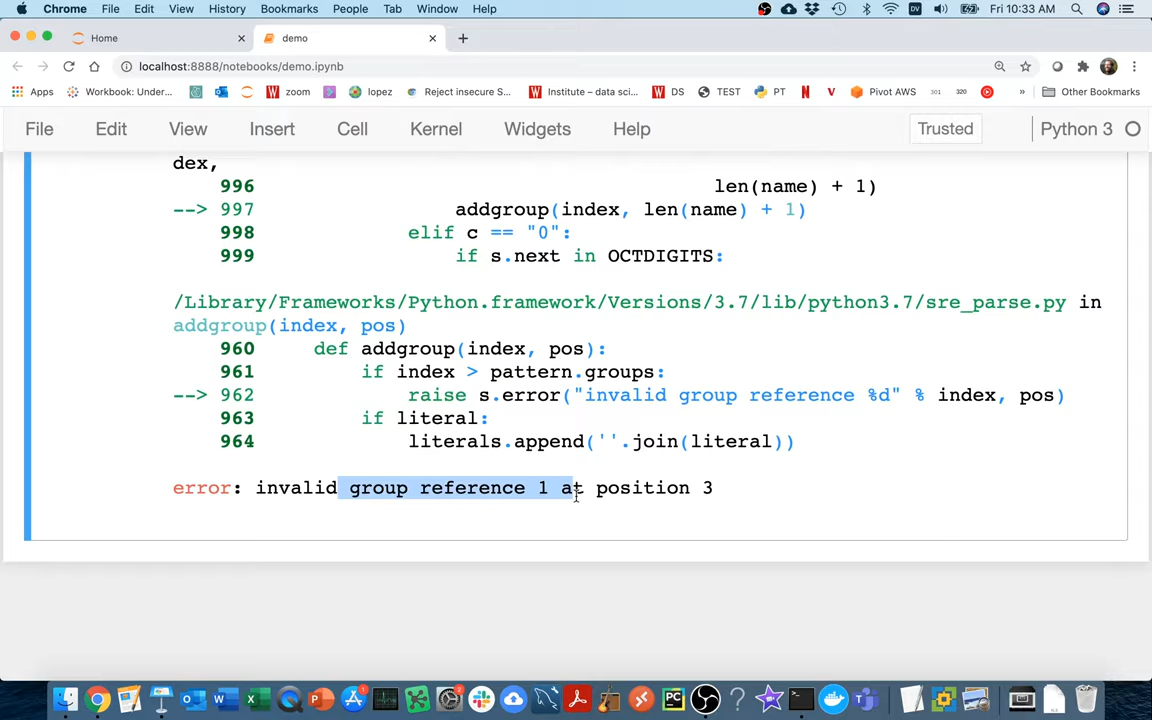 Chrome File Edit View History Bookmarks People Tab Window Help DV Fri 10:33 AM
Home × demo × +
localhost:8888/notebooks/demo.ipynb
Apps Workbook: Under... zoom lopez Reject insecure S... Institute – data sci... DS TEST PT Pivot AWS » Other Bookmarks
File Edit View Insert Cell Kernel Widgets Help Trusted Python 3
dex,
996 len(name) + 1)
--> 997 addgroup(index, len(name) + 1)
998 elif c == "0":
999 if s.next in OCTDIGITS:
/Library/Frameworks/Python.framework/Versions/3.7/lib/python3.7/sre_parse.py in
addgroup(index, pos)
960 def addgroup(index, pos):
961 if index > pattern.groups:
--> 962 raise s.error("invalid group reference %d" % index, pos)
963 if literal:
964 literals.append(''.join(literal))
error: invalid group reference 1 at position 3